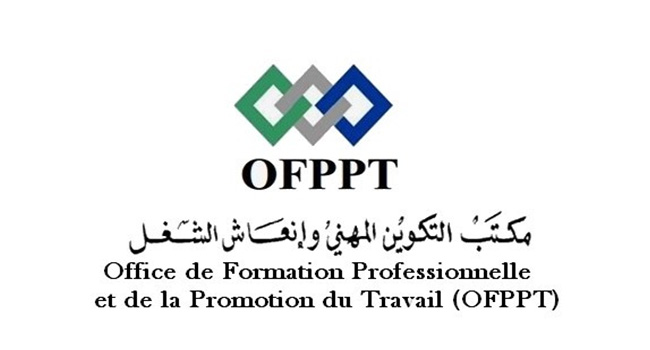 OFPPT
مكتب التكوين المهني وإنعاش الشغل
Office de Formation Professionnelle
et de la Promotion du Travail (OFPPT)